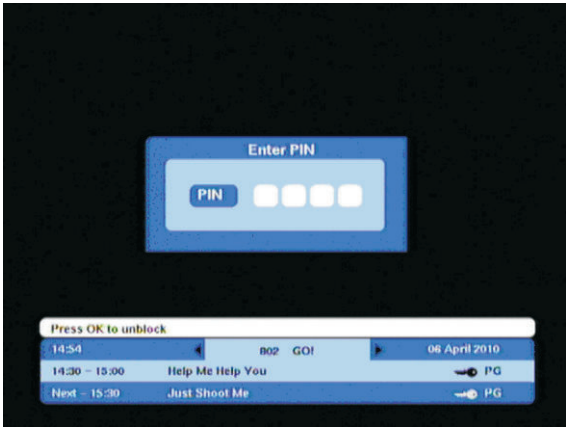 Enter PIN
PIN
Press OK to unblock
14:54 802 GO! 06 April 2010
14:30 - 15:00 Help Me Help You PG
Next - 15:30 Just Shoot Me PG